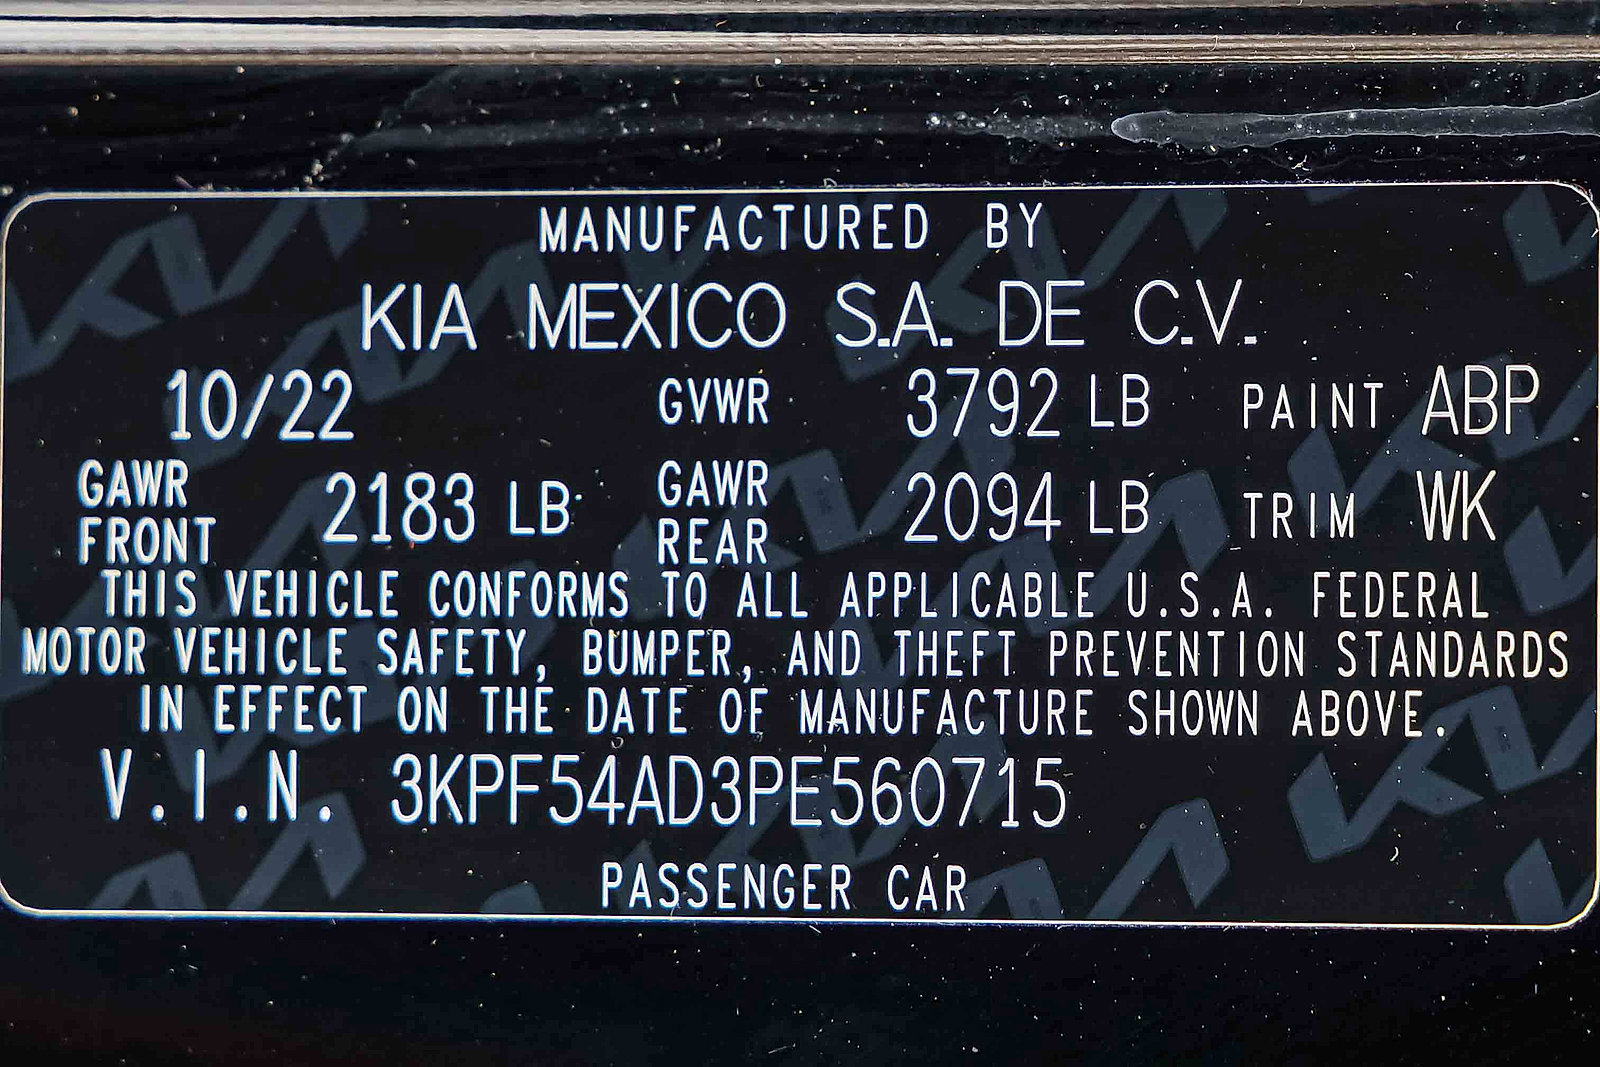 MANUFACTURED BY
KIA MEXICO S.A. DE C.V.
10/22 GVWR 3792 LB PAINT ABP
GAWR FRONT 2183 LB GAWR REAR 2094 LB TRIM WK
THIS VEHICLE CONFORMS TO ALL APPLICABLE U.S.A. FEDERAL
MOTOR VEHICLE SAFETY, BUMPER, AND THEFT PREVENTION STANDARDS
IN EFFECT ON THE DATE OF MANUFACTURE SHOWN ABOVE.
V.I.N. 3KPF54AD3PE560715
PASSENGER CAR